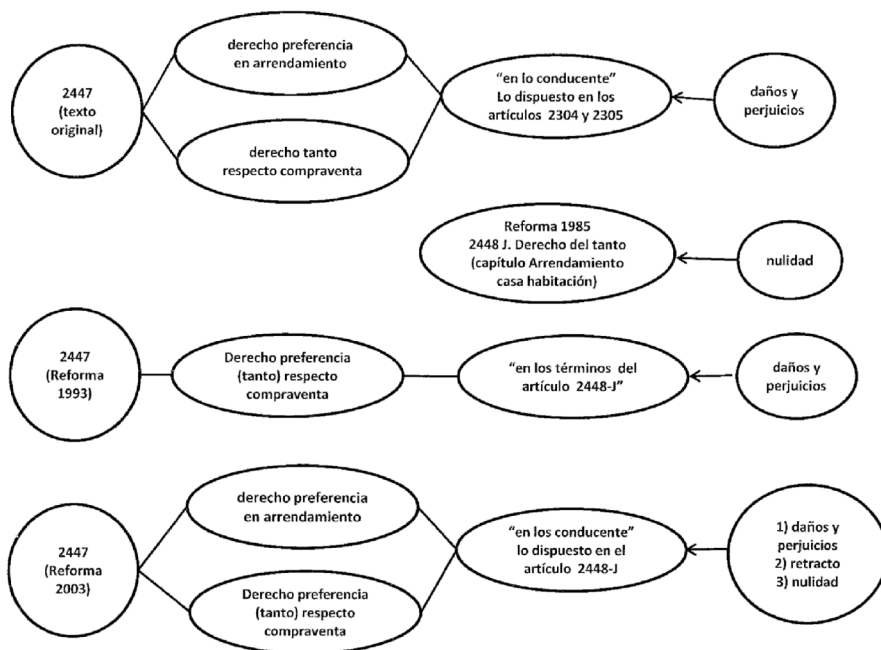 2447
(texto
original)
derecho preferencia
en arrendamiento
derecho tanto
respecto compraventa
“en lo conducente”
Lo dispuesto en los
artículos 2304 y 2305
daños y
perjuicios
Reforma 1985
2448 J. Derecho del tanto
(capítulo Arrendamiento
casa habitación)
nulidad
2447
(Reforma
1993)
Derecho preferencia
(tanto) respecto
compraventa
“en los términos del
artículo 2448-J”
daños y
perjuicios
2447
(Reforma
2003)
derecho preferencia
en arrendamiento
Derecho preferencia
(tanto) respecto
compraventa
“en los conducente”
lo dispuesto en el
artículo 2448-J
1) daños y
perjuicios
2) retracto
3) nulidad